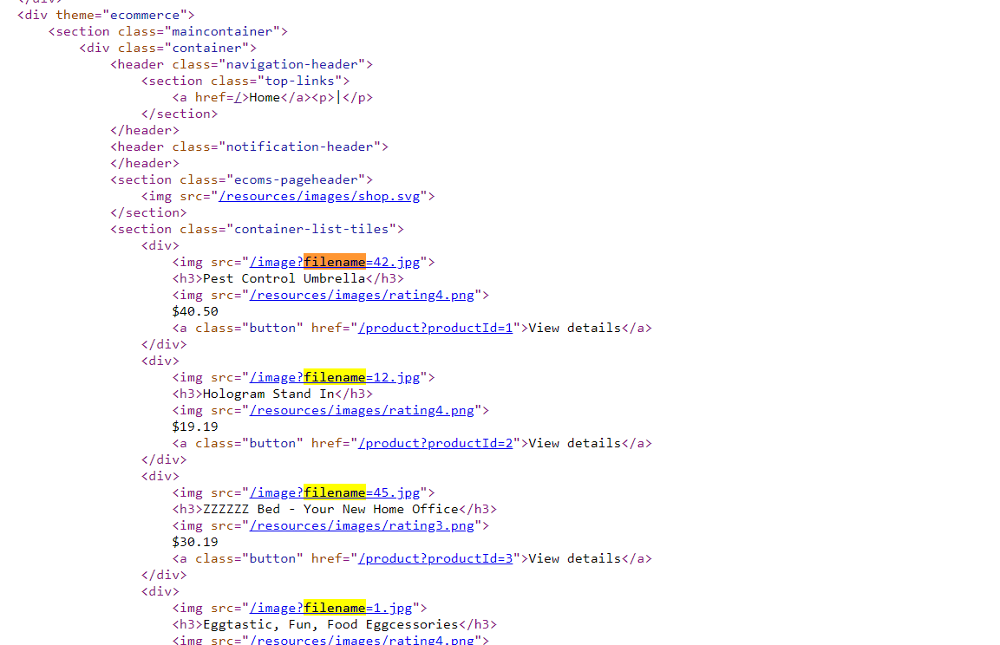 </div>
<div theme="ecommerce">
<section class="maincontainer">
<div class="container">
<header class="navigation-header">
<section class="top-links">
<a href=/>Home</a><p>|</p>
</section>
</header>
<header class="notification-header">
</header>
<section class="ecoms-pageheader">
<img src="/resources/images/shop.svg">
</section>
<section class="container-list-tiles">
<div>
<img src="/image?filename=42.jpg">
<h3>Pest Control Umbrella</h3>
<img src="/resources/images/rating4.png">
$40.50
<a class="button" href="/product?productId=1">View details</a>
</div>
<div>
<img src="/image?filename=12.jpg">
<h3>Hologram Stand In</h3>
<img src="/resources/images/rating4.png">
$19.19
<a class="button" href="/product?productId=2">View details</a>
</div>
<div>
<img src="/image?filename=45.jpg">
<h3>ZZZZZZ Bed - Your New Home Office</h3>
<img src="/resources/images/rating3.png">
$30.19
<a class="button" href="/product?productId=3">View details</a>
</div>
<div>
<img src="/image?filename=1.jpg">
<h3>Eggtastic, Fun, Food Eggcessories</h3>
<img src="/resources/images/rating4.png">